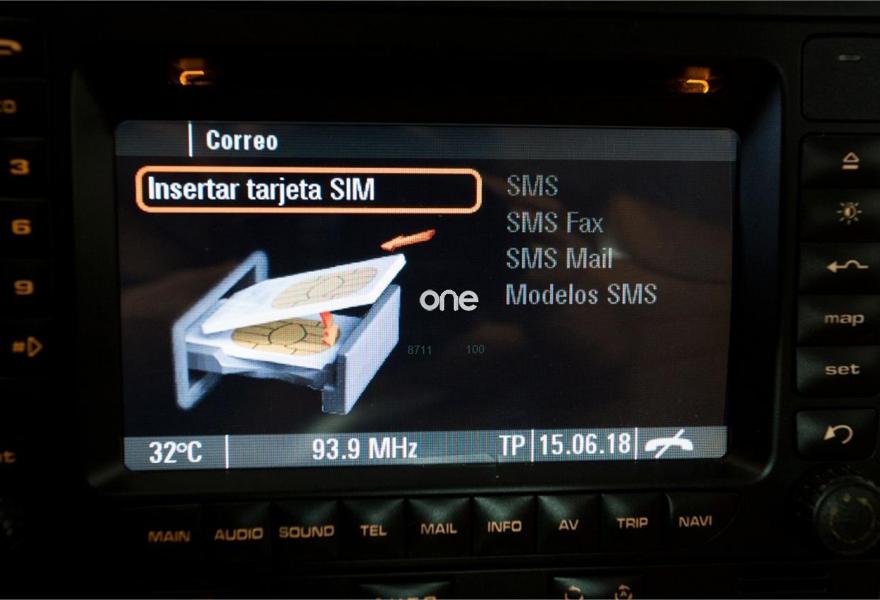 Correo
Insertar tarjeta SIM
SMS
SMS Fax
SMS Mail
Modelos SMS
one
8711 100
32°C 93.9 MHz TP 15.06.18
3
6
9
#
map
set
MAIN AUDIO SOUND TEL MAIL INFO AV TRIP NAVI